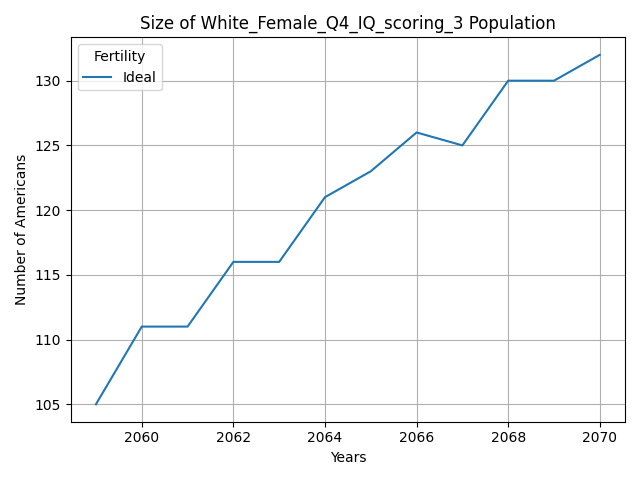 Size of White_Female_Q4_IQ_scoring_3 Population
Fertility
Ideal
Number of Americans
130
125
120
115
110
105
2060 2062 2064 2066 2068 2070
Years